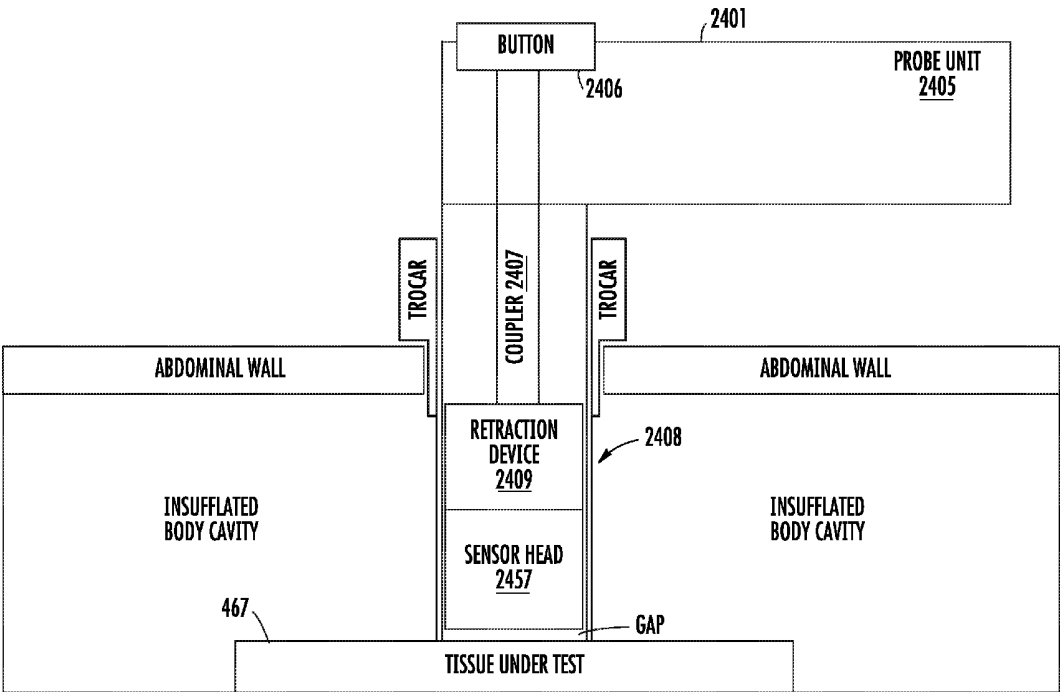 2401
BUTTON
PROBE UNIT
2405
2406
TROCAR
COUPLER 2407
TROCAR
ABDOMINAL WALL
ABDOMINAL WALL
RETRACTION
DEVICE
2409
2408
INSUFFLATED
BODY CAVITY
INSUFFLATED
BODY CAVITY
SENSOR HEAD
2457
467
GAP
TISSUE UNDER TEST